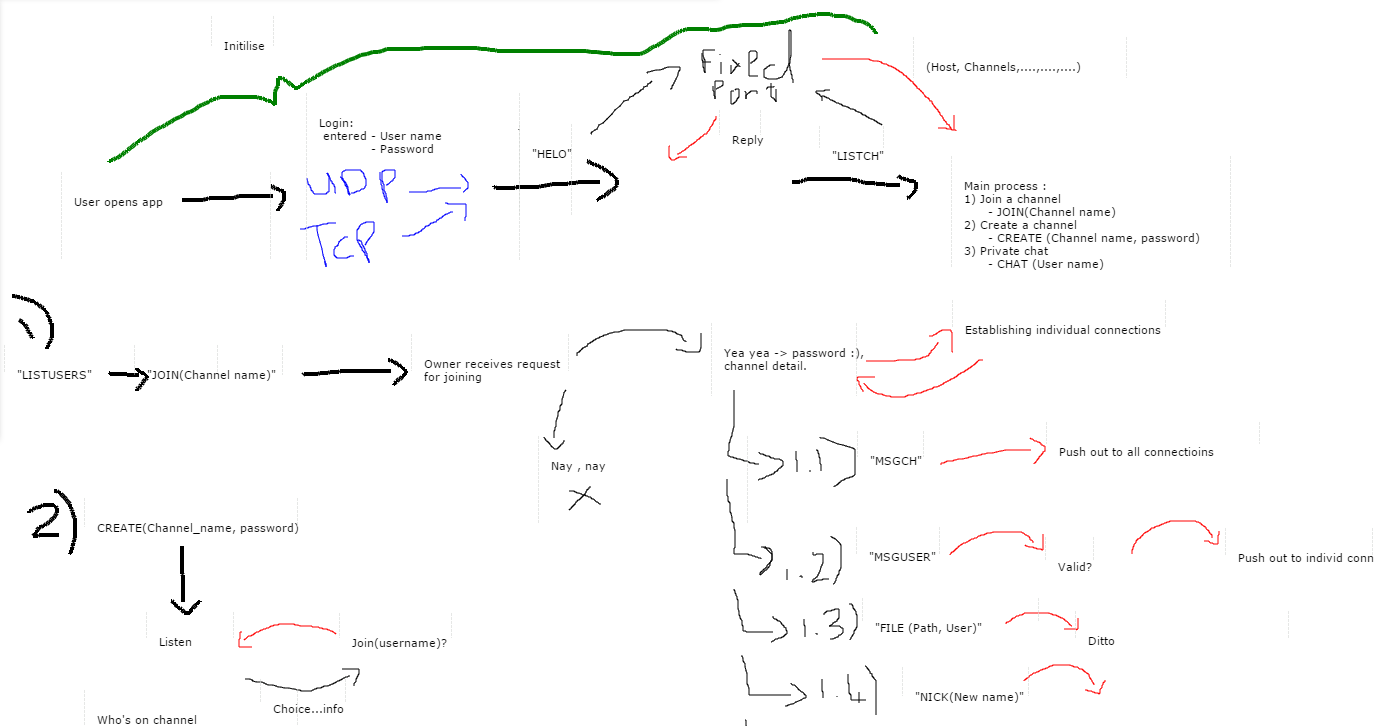 Initilise
Fixed
Port
(Host, Channels,....,....,....)
Login:
entered - User name
- Password
"HELO"
Reply
"LISTCH"
User opens app
UDP
TCP
Main process :
1) Join a channel
- JOIN(Channel name)
2) Create a channel
- CREATE (Channel name, password)
3) Private chat
- CHAT (User name)
1)
"LISTUSERS"
"JOIN(Channel name)"
Owner receives request
for joining
Yea yea -> password :),
channel detail.
Establishing individual connections
Nay , nay
X
1.1)
"MSGCH"
Push out to all connectioins
1.2)
"MSGUSER"
Valid?
Push out to individ conn
1.3)
"FILE (Path, User)"
Ditto
1.4)
"NICK(New name)"
2)
CREATE(Channel_name, password)
Listen
Join(username)?
Choice...info
Who's on channel